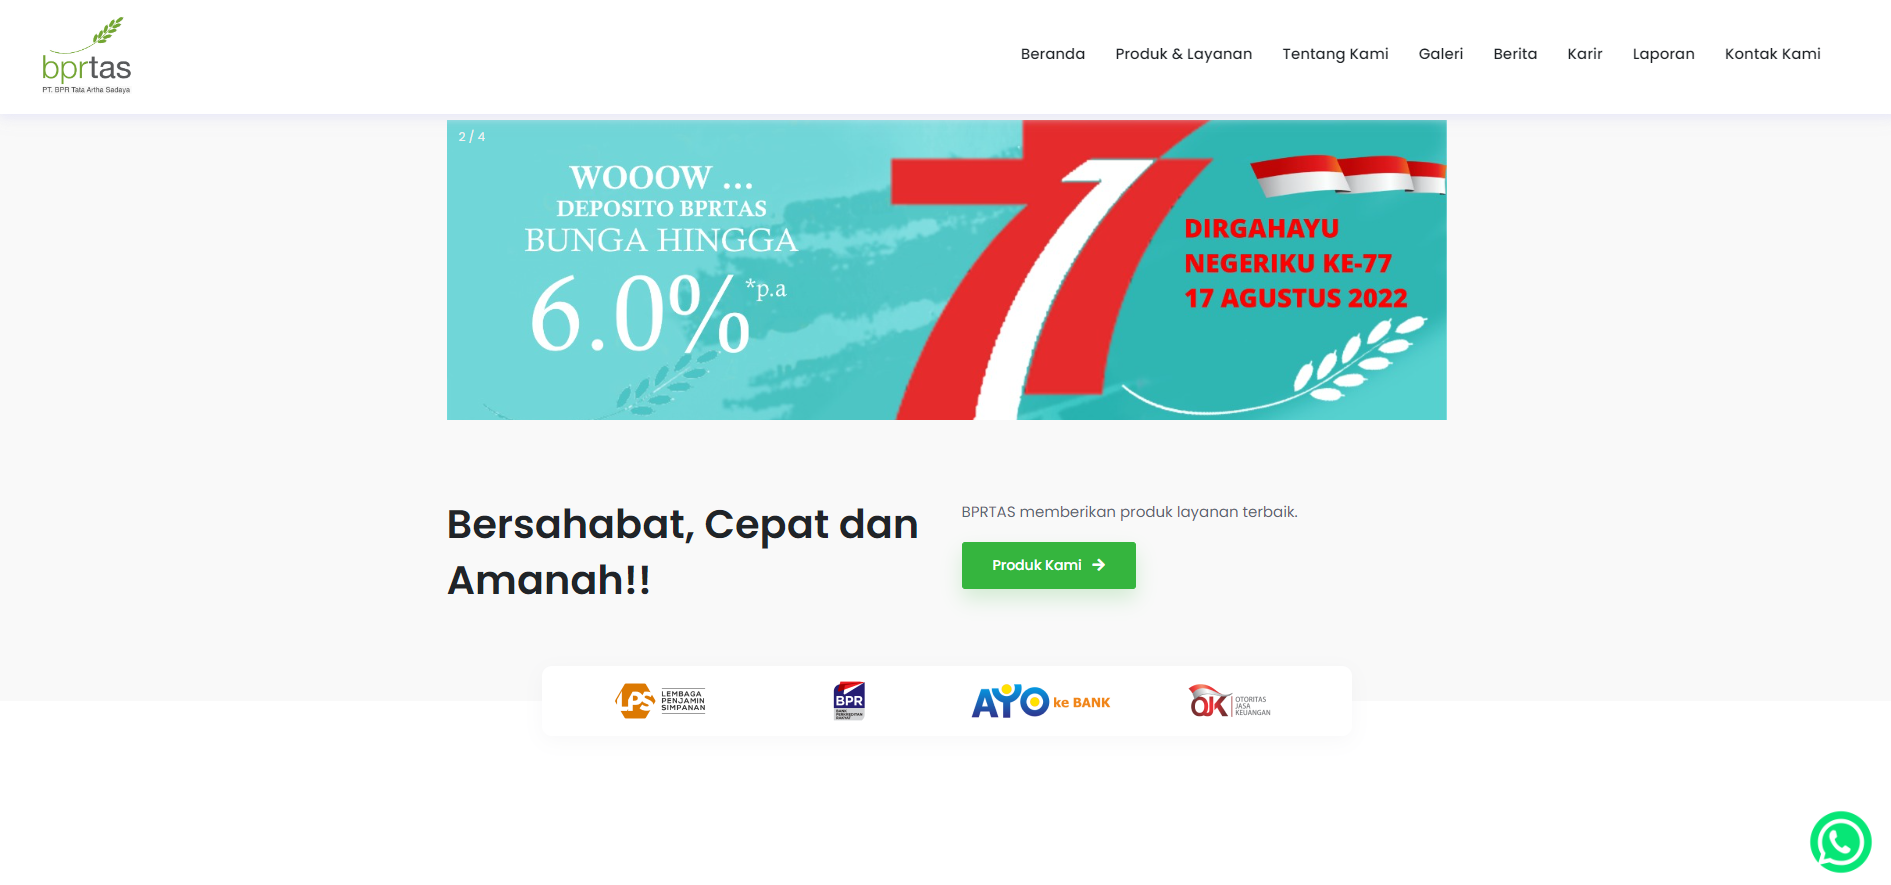 bprtas
PT. BPR Tata Artha Sadaya
Beranda
Produk & Layanan
Tentang Kami
Galeri
Berita
Karir
Laporan
Kontak Kami
2 / 4
WOOOW ...
DEPOSITO BPRTAS
BUNGA HINGGA
6.0% *p.a
77
DIRGAHAYU
NEGERIKU KE-77
17 AGUSTUS 2022
Bersahabat, Cepat dan
Amanah!!
BPRTAS memberikan produk layanan terbaik.
Produk Kami
LPS
LEMBAGA
PENJAMIN
SIMPANAN
BPR
BANK
PERKREDITAN
RAKYAT
AYO ke BANK
OJK
OTORITAS
JASA
KEUANGAN